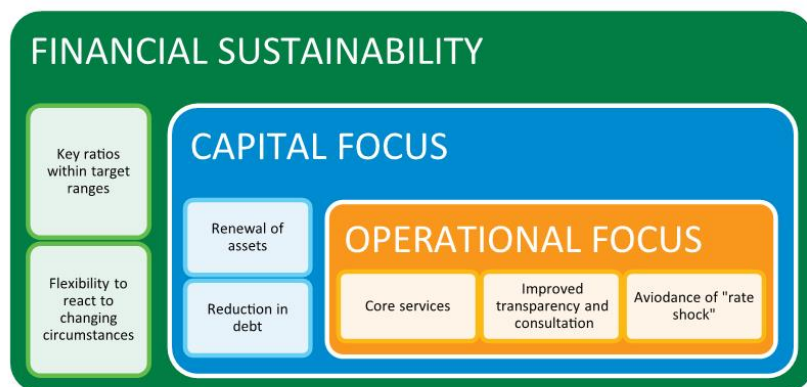 FINANCIAL SUSTAINABILITY
Key ratios
within target
ranges
Flexibility to
react to
changing
circumstances
CAPITAL FOCUS
Renewal of
assets
Reduction in
debt
OPERATIONAL FOCUS
Core services
Improved
transparency and
consultation
Aviodance of "rate
shock"